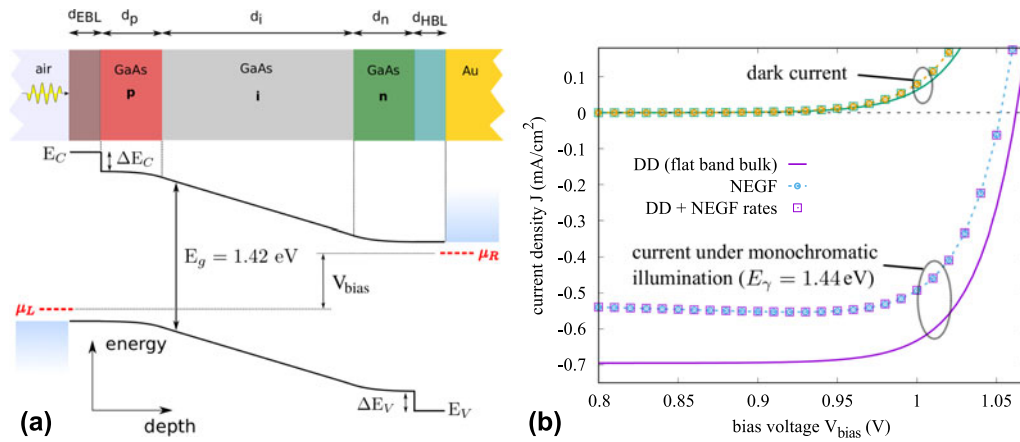 dEBL dp di dn dHBL
air GaAs GaAs GaAs Au
p i n
EC ΔEC
Eg = 1.42 eV
μR
Vbias
μL
energy
depth
ΔEV EV
(a)
0.1
0
-0.1
-0.2
-0.3
-0.4
-0.5
-0.6
-0.7
current density J (mA/cm²)
dark current
DD (flat band bulk)
NEGF
DD + NEGF rates
current under monochromatic
illumination (Eγ = 1.44 eV)
0.8 0.85 0.9 0.95 1 1.05
bias voltage Vbias (V)
(b)